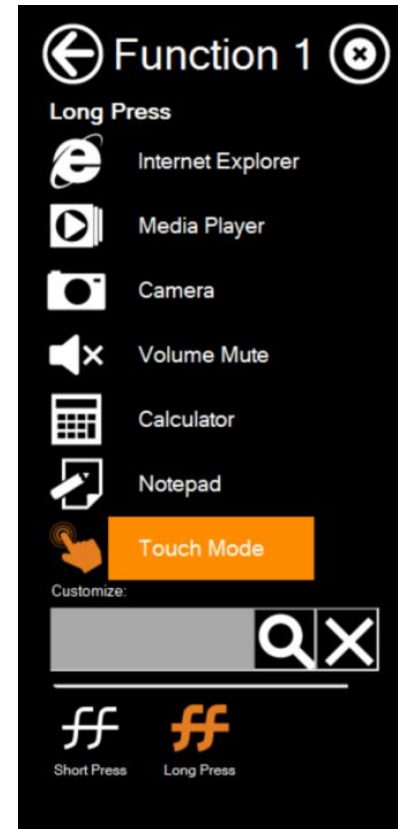 Function 1
Long Press
Internet Explorer
Media Player
Camera
Volume Mute
Calculator
Notepad
Touch Mode
Customize:
Short Press Long Press